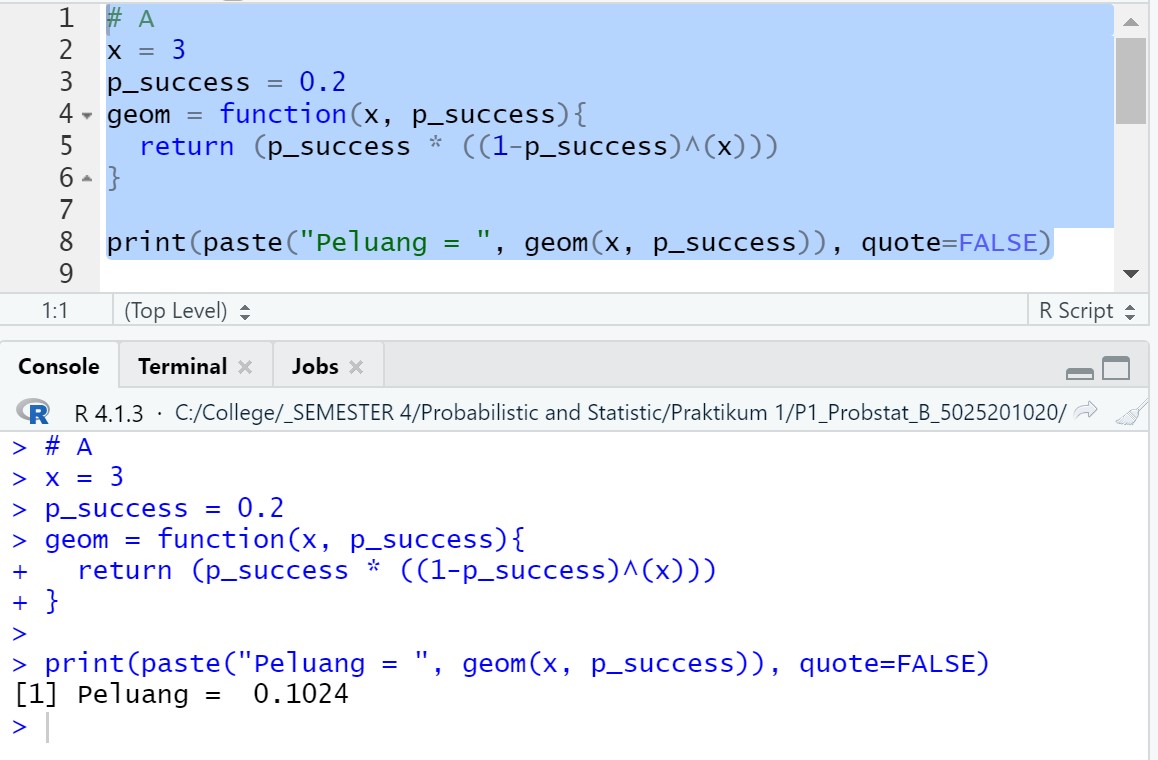 1 # A
2 x = 3
3 p_success = 0.2
4 geom = function(x, p_success){
5   return (p_success * ((1-p_success)^(x)))
6 }
7
8 print(paste("Peluang = ", geom(x, p_success)), quote=FALSE)
9
1:1 (Top Level) R Script
Console Terminal Jobs
R R 4.1.3 · C:/College/_SEMESTER 4/Probabilistic and Statistic/Praktikum 1/P1_Probstat_B_5025201020/
> # A
> x = 3
> p_success = 0.2
> geom = function(x, p_success){
+   return (p_success * ((1-p_success)^(x)))
+ }
>
> print(paste("Peluang = ", geom(x, p_success)), quote=FALSE)
[1] Peluang =  0.1024
>